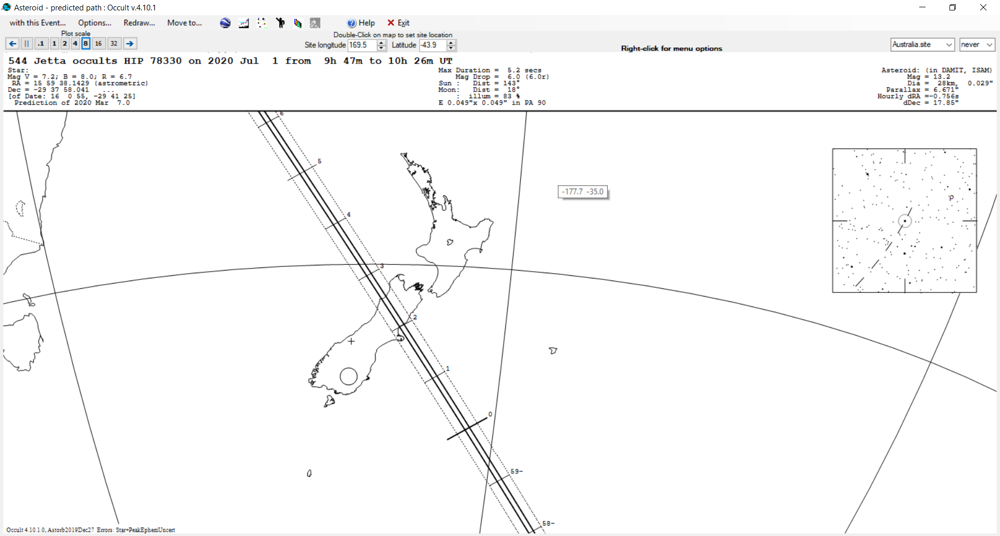 Asteroid - predicted path : Occult v.4.10.1
with this Event... Options... Redraw... Move to... Help Exit
Plot scale
Double-Click on map to set site location
.1 1 2 4 8 16 32
Site longitude 169.5 Latitude -43.9
Right-click for menu options
Australia.site never
544 Jetta occults HIP 78330 on 2020 Jul 1 from 9h 47m to 10h 26m UT
Star:
Mag V = 7.2; B = 8.0; R = 6.7
RA = 15 59 38.1429 (astrometric)
Dec = -29 37 58.041 ...
[of Date: 16 0 55, -29 41 25]
Prediction of 2020 Mar 7.0
Max Duration = 5.2 secs
Mag Drop = 6.0 (6.0r)
Sun : Dist = 143°
Moon: Dist = 18°
: illum = 83 %
E 0.049"x 0.049" in PA 90
Asteroid: (in DAMIT, ISAM)
Mag = 13.2
Dia = 28km, 0.029"
Parallax = 6.671"
Hourly dRA =-0.756s
dDec = 17.85"
6
5
-177.7 -35.0
P
4
3
2
1
0
59-
58-
Occult 4.10.1.0, Astorb2019Dec27 Errors: Star+PeakEphemUncert